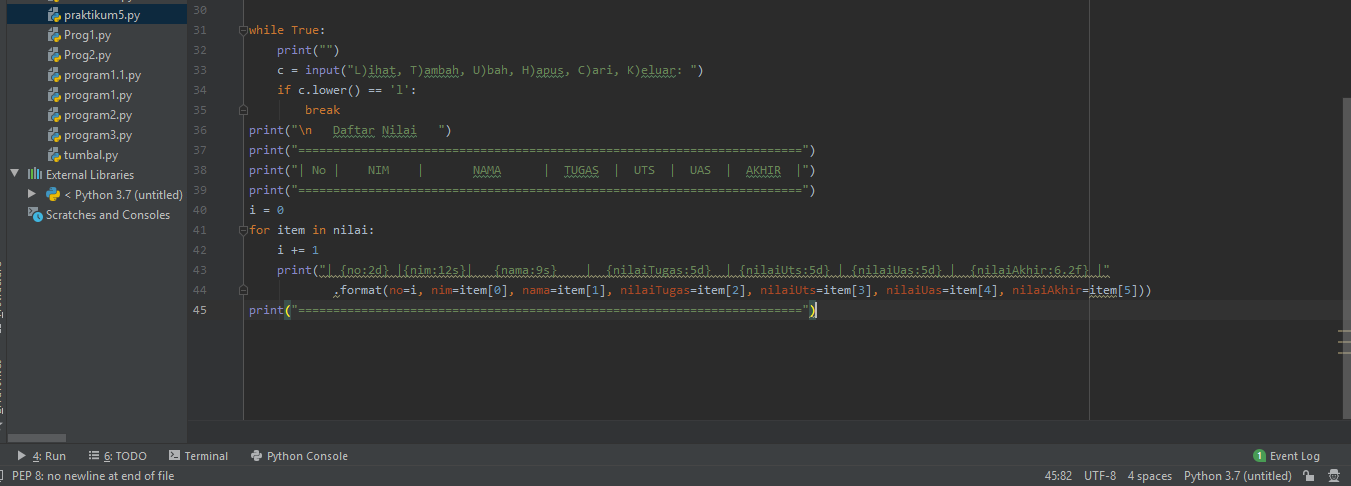 praktikum5.py
Prog1.py
Prog2.py
program1.1.py
program1.py
program2.py
program3.py
tumbal.py
External Libraries
< Python 3.7 (untitled)
Scratches and Consoles
30
31 while True:
32 print("")
33 c = input("L)ihat, T)ambah, U)bah, H)apus, C)ari, K)eluar: ")
34 if c.lower() == 'l':
35 break
36 print("\n   Daftar Nilai   ")
37 print("========================================================================")
38 print("| No |    NIM    |       NAMA      |  TUGAS  |  UTS  |  UAS  |  AKHIR  |")
39 print("========================================================================")
40 i = 0
41 for item in nilai:
42 i += 1
43 print("| {no:2d} |{nim:12s}|   {nama:9s}    |  {nilaiTugas:5d}  | {nilaiUts:5d} | {nilaiUas:5d} |  {nilaiAkhir:6.2f} |"
44 .format(no=i, nim=item[0], nama=item[1], nilaiTugas=item[2], nilaiUts=item[3], nilaiUas=item[4], nilaiAkhir=item[5]))
45 print("========================================================================")
4: Run 6: TODO Terminal Python Console 1 Event Log
PEP 8: no newline at end of file 45:82 UTF-8 4 spaces Python 3.7 (untitled)